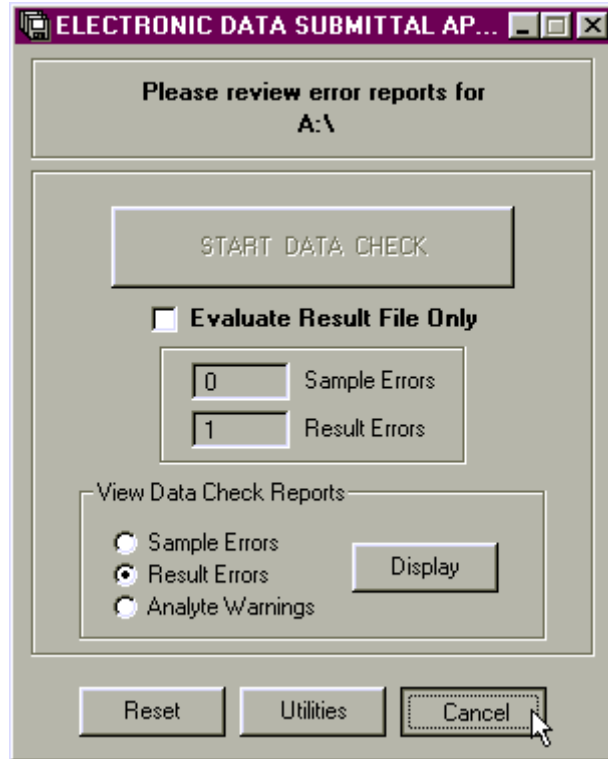 ELECTRONIC DATA SUBMITTAL AP...
Please review error reports for
A:\
START DATA CHECK
Evaluate Result File Only
0 Sample Errors
1 Result Errors
View Data Check Reports
Sample Errors
Result Errors
Display
Analyte Warnings
Reset Utilities Cancel